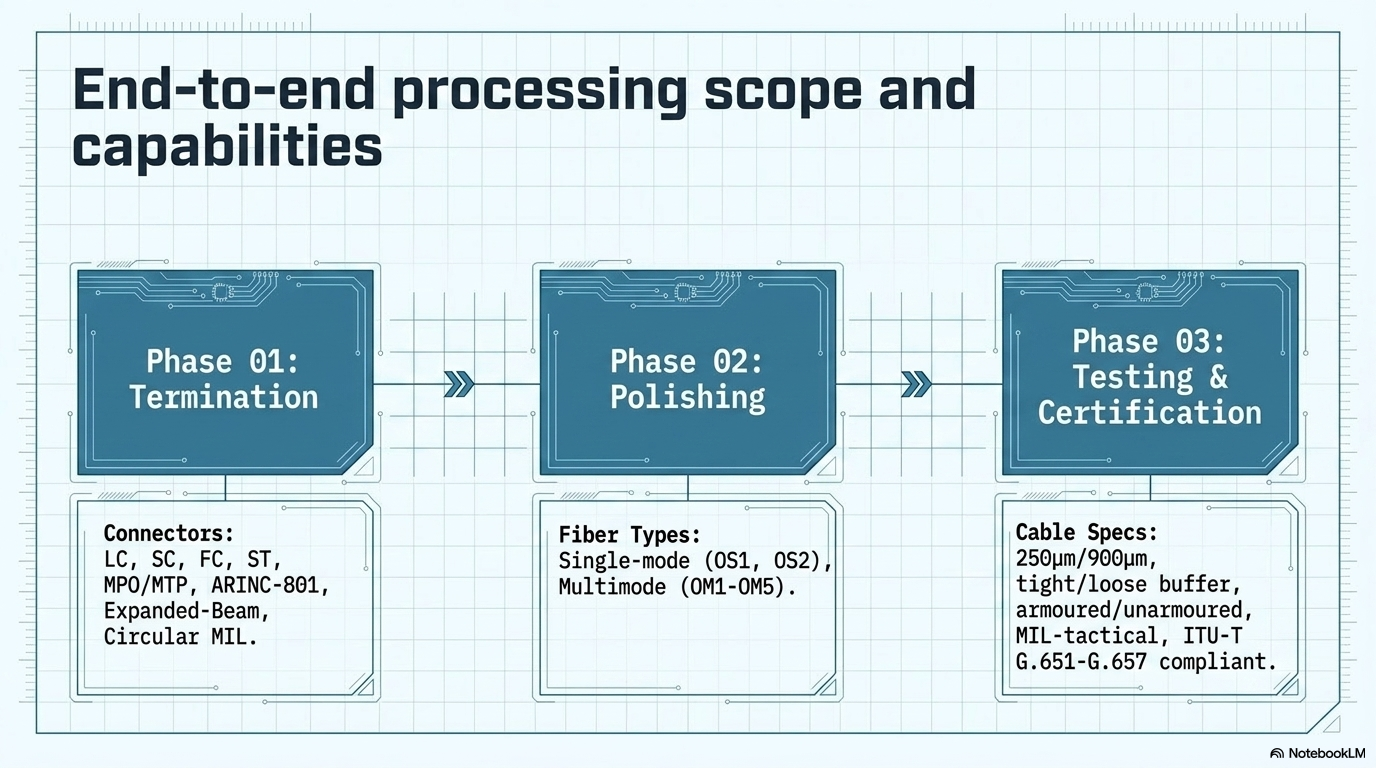 End-to-end processing scope and
capabilities
Phase 01:
Termination
Phase 02:
Polishing
Phase 03:
Testing &
Certification
Connectors:
LC, SC, FC, ST,
MPO/MTP, ARINC-801,
Expanded-Beam,
Circular MIL.
Fiber Types:
Single-mode (OS1, OS2),
Multimode (OM1-OM5).
Cable Specs:
250µm/900µm,
tight/loose buffer,
armoured/unarmoured,
MIL-tactical, ITU-T
G.651-G.657 compliant.
NotebookLM